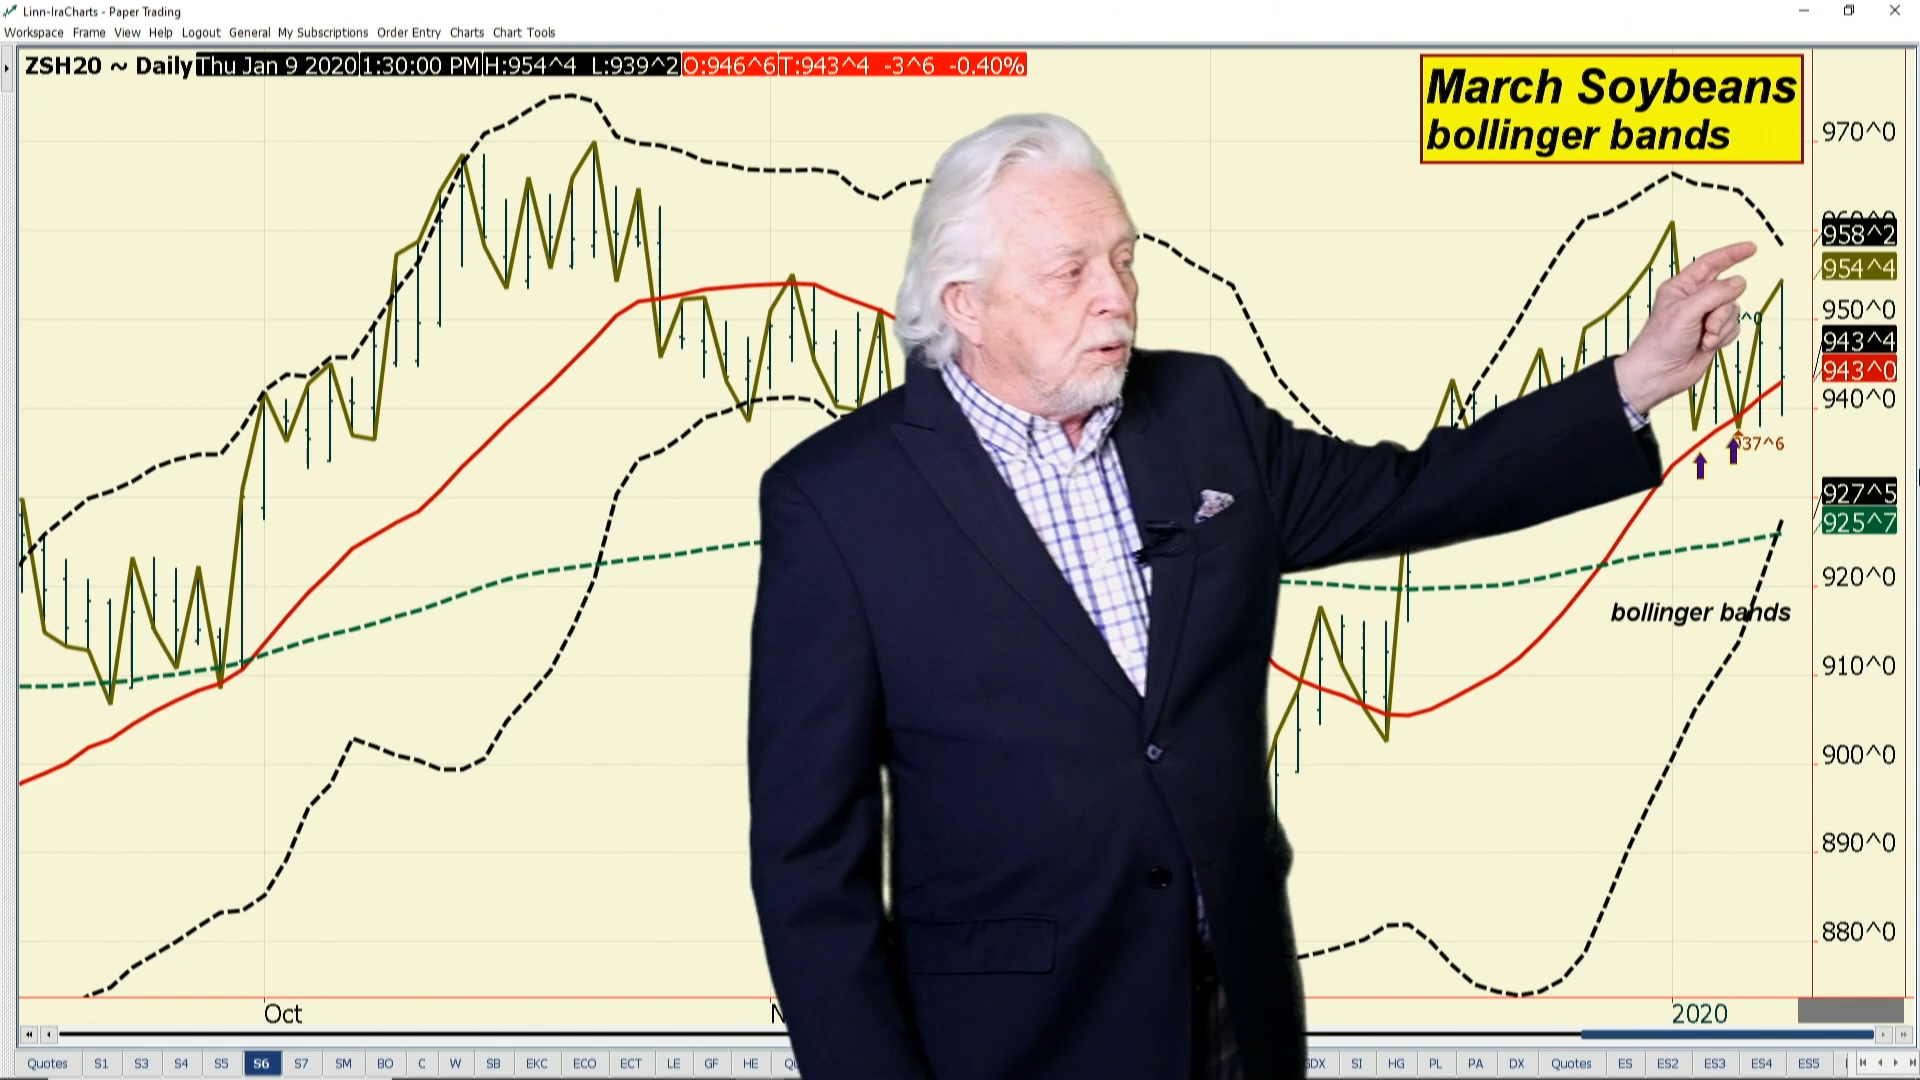 Linn-IraCharts - Paper Trading
Workspace Frame View Help Logout General My Subscriptions Order Entry Charts Chart Tools
ZSH20 ~ Daily Thu Jan 9 2020 1:30:00 PM H:954^4 L:939^2 O:946^6 T:943^4 -3^6 -0.40%
March Soybeans
bollinger bands
970^0
960^0
958^2
954^4
950^0
943^4
943^0
940^0
37^6
927^5
925^7
920^0
bollinger bands
910^0
900^0
890^0
880^0
Oct
2020
Quotes S1 S3 S4 S5 S6 S7 SM BO C W SB EKC ECO ECT LE GF HE SI HG PL PA DX Quotes ES ES2 ES3 ES4 ES5